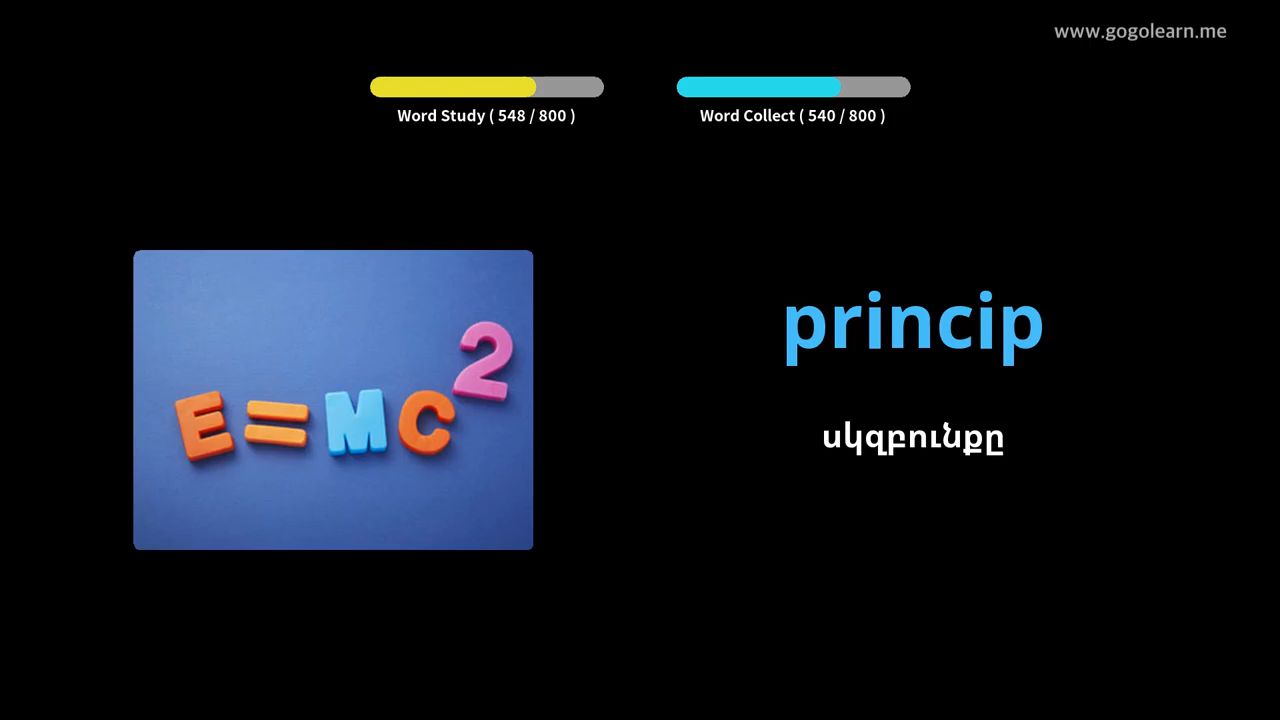 www.gogolearn.me
Word Study ( 548 / 800 )
Word Collect ( 540 / 800 )
E=MC2
princip
սկզբունքը